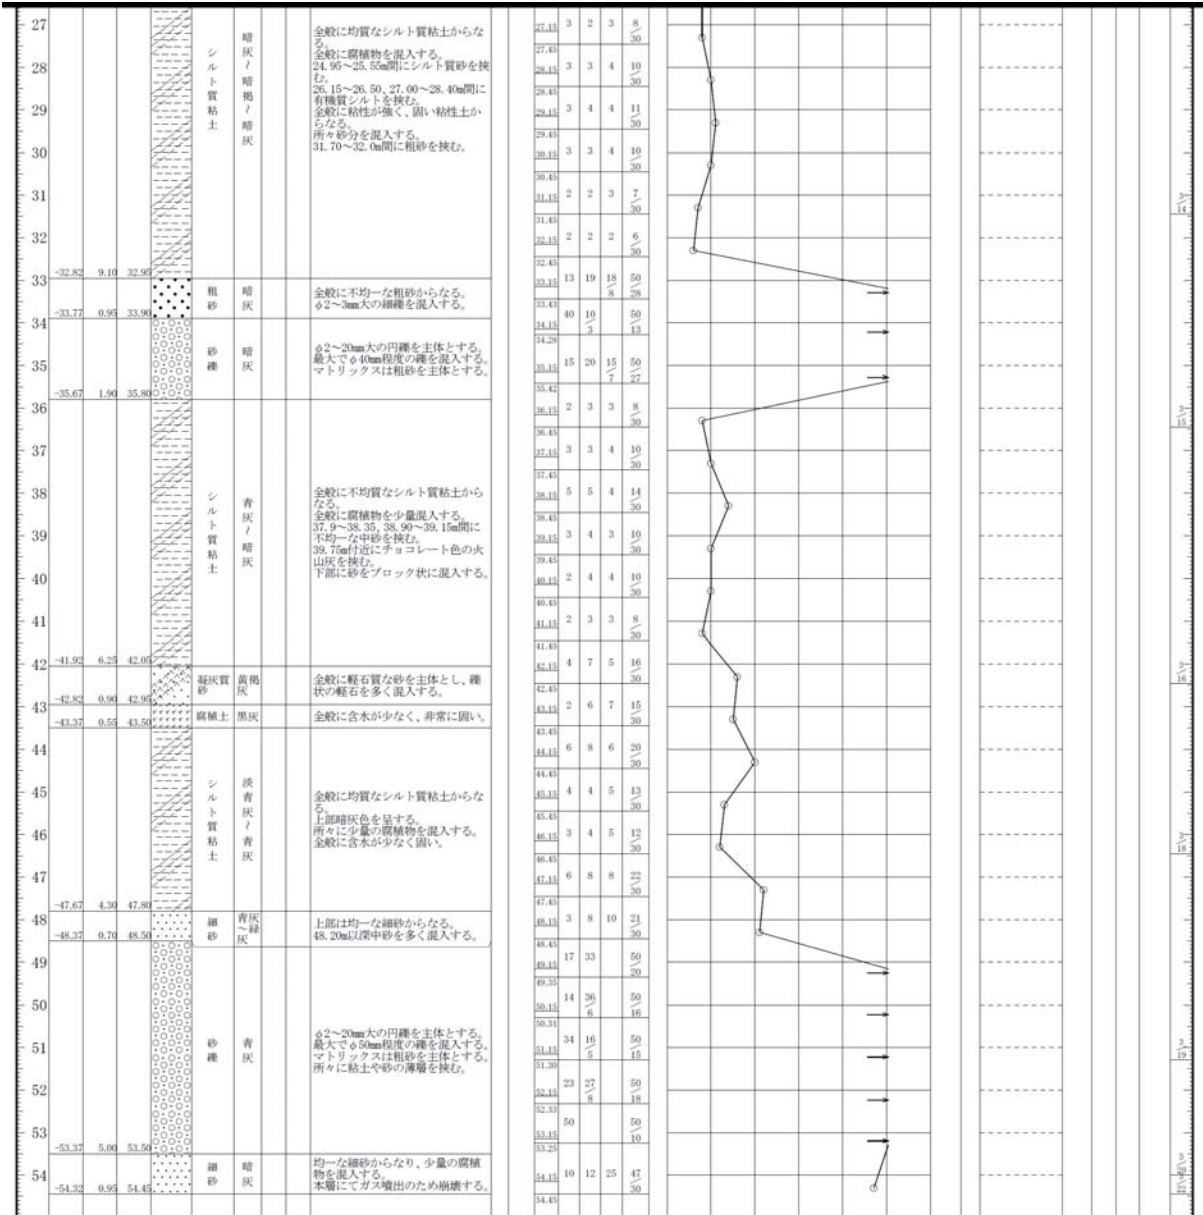 27
28
29
30
31
32
33
34
35
36
37
38
39
40
41
42
43
44
45
46
47
48
49
50
51
52
53
54
-32.82 9.10 32.95
-33.77 0.95 33.90
-35.67 1.90 35.80
-41.92 6.25 42.05
-42.82 0.90 42.95
-43.37 0.55 43.50
-47.67 4.30 47.80
-48.37 0.70 48.50
-53.37 5.00 53.50
-54.32 0.95 54.45
シルト質粘土
暗灰~暗褐~暗灰
全般に均質なシルト質粘土からな
る。
全般に腐植物を混入する。
24.95~25.55m間にシルト質砂を挟
む。
26.15~26.50、27.00~28.40m間に
有機質シルトを挟む。
全般に粘性が強く、固い粘性土か
らなる。
所々砂分を混入する。
31.70~32.0m間に粗砂を挟む。
粗砂
暗灰
全般に不均一な粗砂からなる。
φ2~3mm大の細礫を混入する。
砂礫
暗灰
φ2~20mm大の円礫を主体とする。
最大でφ40mm程度の礫を混入する。
マトリックスは粗砂を主体とする。
シルト質粘土
青灰~暗灰
全般に不均質なシルト質粘土から
なる。
全般に腐植物を少量混入する。
37.9~38.35、38.90~39.15m間に
不均一な中砂を挟む。
39.75m付近にチョコレート色の火
山灰を挟む。
下部に砂をブロック状に混入する。
凝灰質砂
黄褐灰
全般に軽石質な砂を主体とし、礫
状の軽石を多く混入する。
腐植土
黒灰
全般に含水が少なく、非常に固い。
シルト質粘土
淡青灰~青灰
全般に均質なシルト質粘土からな
る。
上部暗灰色を呈する。
所々に少量の腐植物を混入する。
全般に含水が少なく固い。
細砂
青灰~緑灰
上部は均一な細砂からなる。
48.20m以深中砂を多く混入する。
砂礫
青灰
φ2~20mm大の円礫を主体とする。
最大でφ50mm程度の礫を混入する。
マトリックスは粗砂を主体とする。
所々に粘土や砂の薄層を挟む。
細砂
暗灰
均一な細砂からなり、少量の腐植
物を混入する。
本層にてガス噴出のため崩壊する。
27.15 3 2 3 8/30
27.45
28.15 3 3 4 10/30
28.45
29.15 3 4 4 11/30
29.45
30.15 3 3 4 10/30
30.45
31.15 2 2 3 7/30
31.45
32.15 2 2 2 6/30
32.45
33.15 13 19 18/8 50/28
33.43
34.15 40 10/3 50/13
34.28
35.15 15 20 15/7 50/27
35.42
36.15 2 3 3 8/30
36.45
37.15 3 3 4 10/30
37.45
38.15 5 5 4 14/30
38.45
39.15 3 4 3 10/30
39.45
40.15 2 4 4 10/30
40.45
41.15 2 3 3 8/30
41.45
42.15 4 7 5 16/30
42.45
43.15 2 6 7 15/30
43.45
44.15 6 8 6 20/30
44.45
45.15 4 4 5 13/30
45.45
46.15 3 4 5 12/30
46.45
47.15 6 8 8 22/30
47.45
48.15 3 8 10 21/30
48.45
49.15 17 33 50/20
49.35
50.15 14 36/6 50/16
50.31
51.15 34 16/5 50/15
51.30
52.15 23 27/8 50/18
52.33
53.15 50 50/10
53.25
54.15 10 12 25 47/30
54.45
3/14
3/15
3/16
3/18
3/19